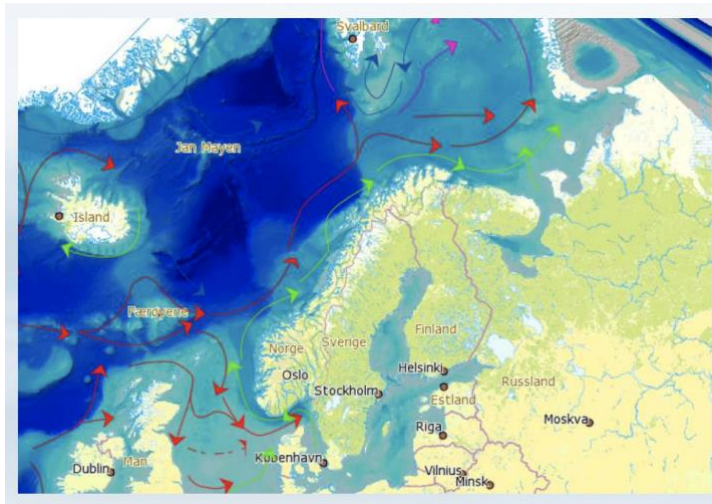 Svalbard
Jan Mayen
Island
Færøyene
Norge
Sverige
Finland
Oslo
Helsinki
Stockholm
Estland
Russland
Riga
Moskva
Man
Dublin
København
Vilnius
Minsk